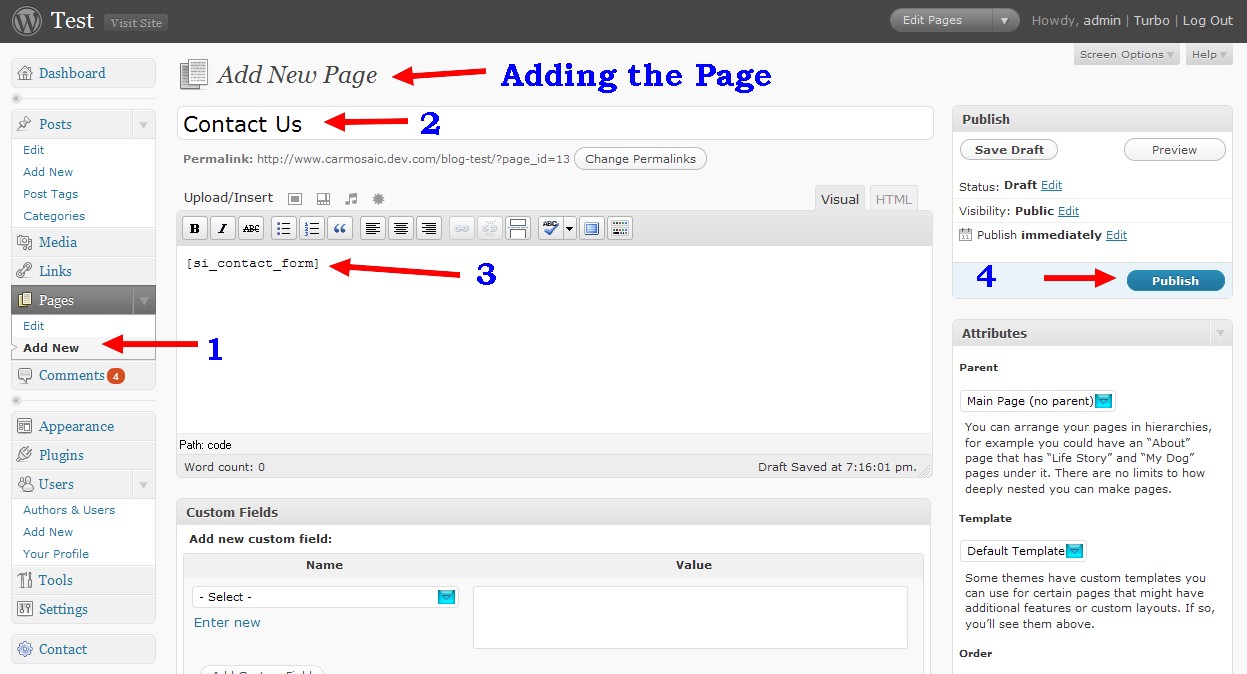 Test Visit Site Edit Pages Howdy, admin | Turbo | Log Out
Screen Options Help
Dashboard
Posts
Edit
Add New
Post Tags
Categories
Media
Links
Pages
Edit
Add New
1
Comments 4
Appearance
Plugins
Users
Authors & Users
Add New
Your Profile
Tools
Settings
Contact
Add New Page Adding the Page
Contact Us 2
Permalink: http://www.carmosaic.dev.com/blog-test/?page_id=13 Change Permalinks
Upload/Insert Visual HTML
B I ABC ABC
[si_contact_form] 3
Path: code
Word count: 0 Draft Saved at 7:16:01 pm.
Custom Fields
Add new custom field:
Name Value
- Select -
Enter new
Add Custom Field
Publish
Save Draft Preview
Status: Draft Edit
Visibility: Public Edit
Publish immediately Edit
4 Publish
Attributes
Parent
Main Page (no parent)
You can arrange your pages in hierarchies,
for example you could have an “About”
page that has “Life Story” and “My Dog”
pages under it. There are no limits to how
deeply nested you can make pages.
Template
Default Template
Some themes have custom templates you
can use for certain pages that might have
additional features or custom layouts. If so,
you’ll see them above.
Order